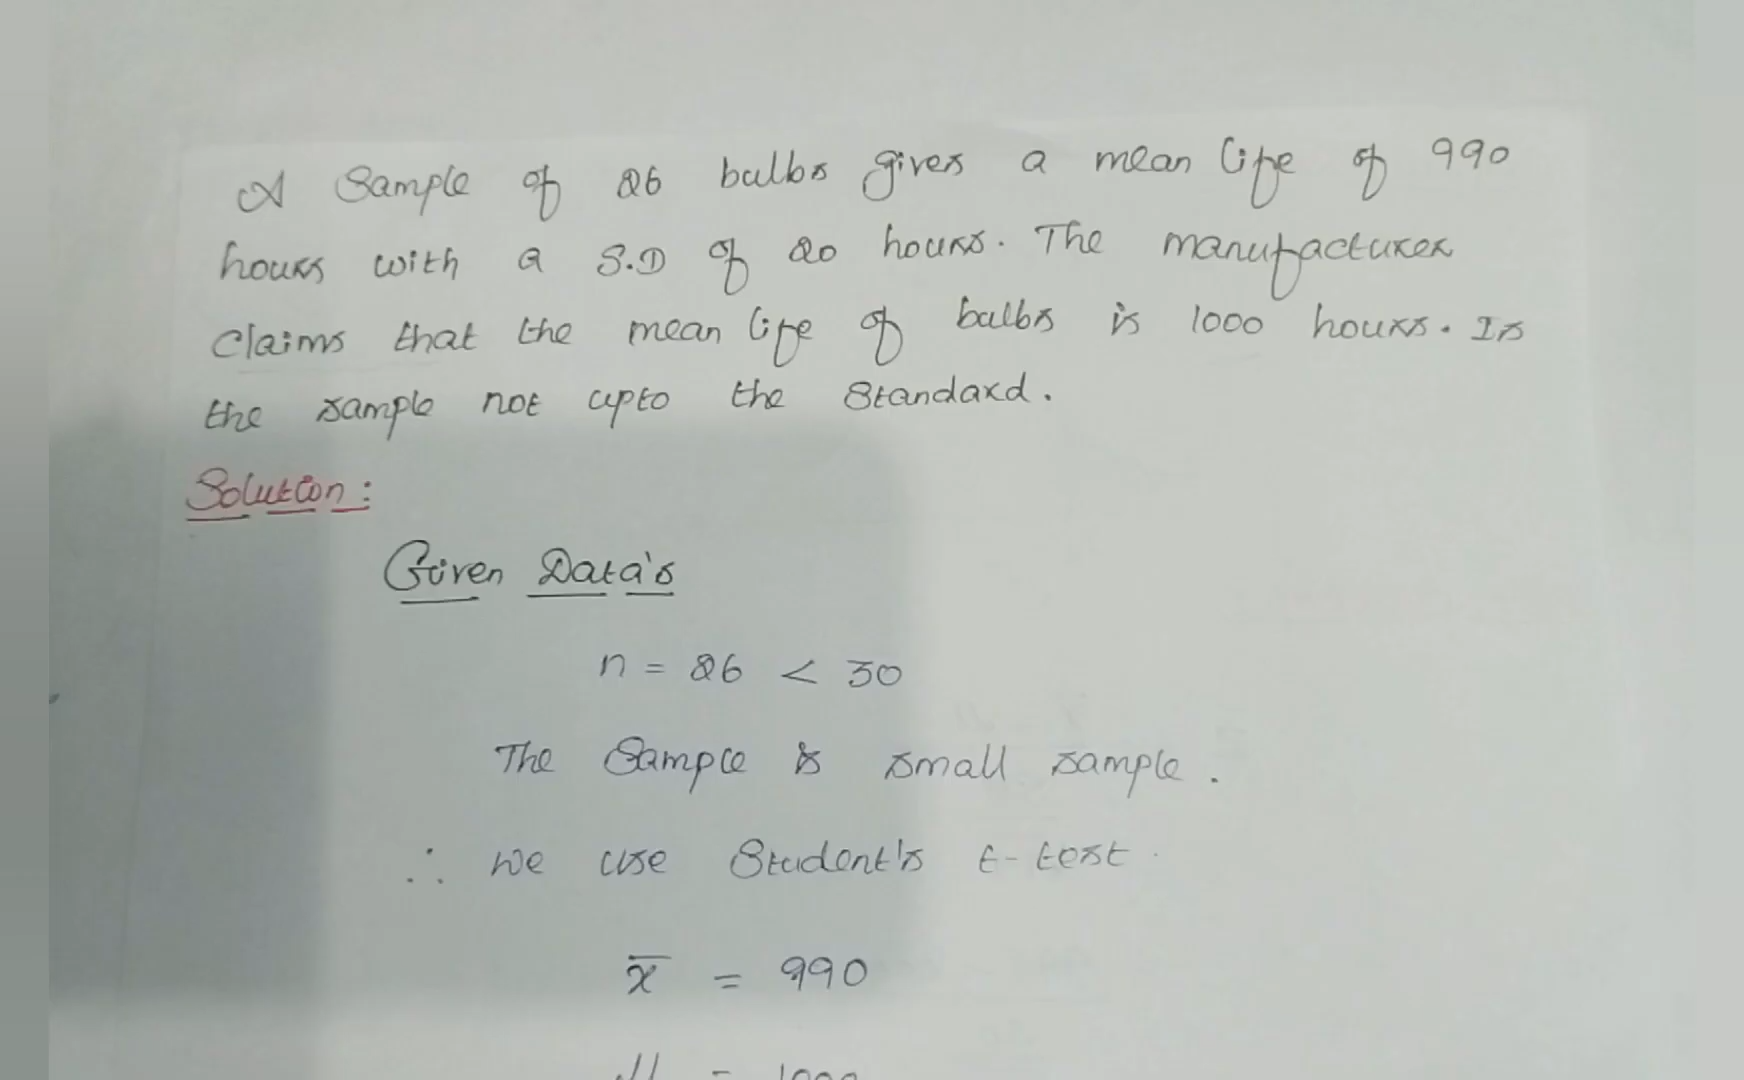 A Sample of 26 bulbs gives a mean life of 990
hours with a S.D of 20 hours. The manufacturer
claims that the mean life of bulbs is 1000 hours. Is
the sample not upto the Standard.
Solution:
Given Data's
n = 26 < 30
The Sample is small sample.
∴ we use Student's t-test.
x̄ = 990
μ = 1000